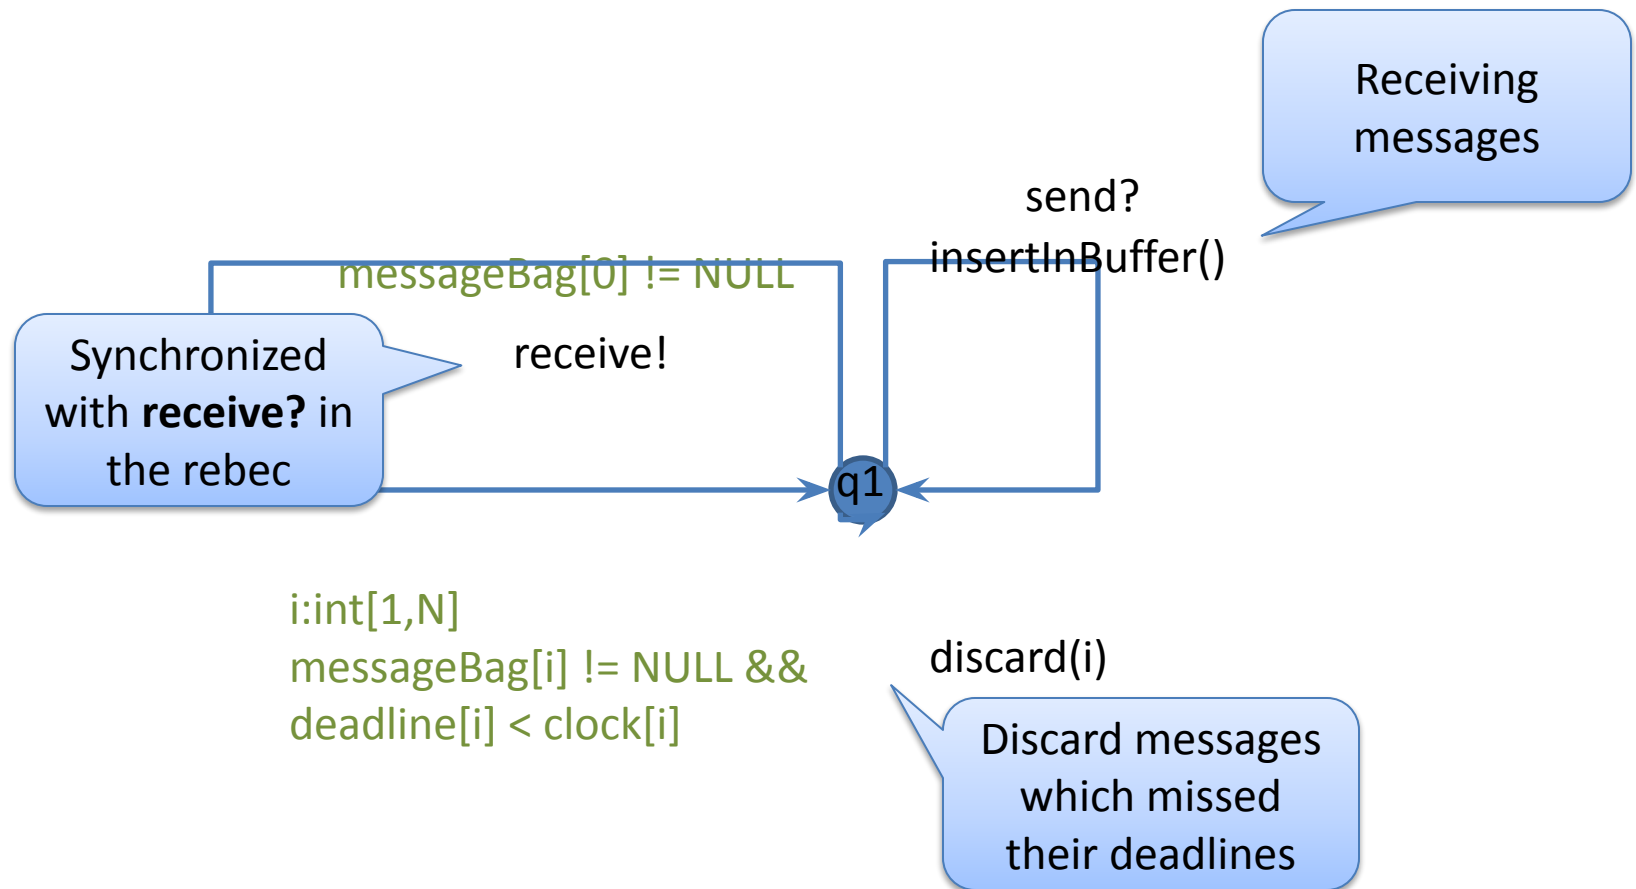 Receiving
messages
send?
insertInBuffer()
messageBag[0] != NULL
receive!
Synchronized
with receive? in
the rebec
q1
i:int[1,N]
messageBag[i] != NULL &&
deadline[i] < clock[i]
discard(i)
Discard messages
which missed
their deadlines